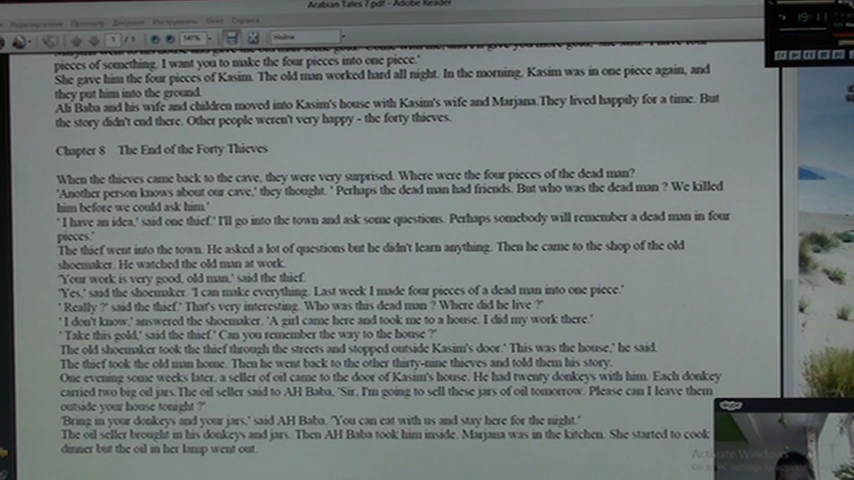 Arabian Tales 7.pdf - Adobe Reader
Редактирование Просмотр Документ Инструменты Окно Справка
1 / 1 141% Найти
pieces of something. I want you to make the four pieces into one piece.'
She gave him the four pieces of Kasim. The old man worked hard all night. In the morning, Kasim was in one piece again, and
they put him into the ground.
Ali Baba and his wife and children moved into Kasim's house with Kasim's wife and Marjana.They lived happily for a time. But
the story didn't end there. Other people weren't very happy - the forty thieves.
Chapter 8 The End of the Forty Thieves
When the thieves came back to the cave, they were very surprised. Where were the four pieces of the dead man?
'Another person knows about our cave,' they thought. ' Perhaps the dead man had friends. But who was the dead man ? We killed
him before we could ask him.'
' I have an idea,' said one thief.' I'll go into the town and ask some questions. Perhaps somebody will remember a dead man in four
pieces.'
The thief went into the town. He asked a lot of questions but he didn't learn anything. Then he came to the shop of the old
shoemaker. He watched the old man at work.
'Your work is very good, old man,' said the thief.
'Yes,' said the shoemaker. 'I can make everything. Last week I made four pieces of a dead man into one piece.'
' Really ?' said the thief.' That's very interesting. Who was this dead man ? Where did he live ?'
' I don't know,' answered the shoemaker. 'A girl came here and took me to a house. I did my work there.'
' Take this gold,' said the thief.' Can you remember the way to the house ?'
The old shoemaker took the thief through the streets and stopped outside Kasim's door.' This was the house,' he said.
The thief took the old man home. Then he went back to the other thirty-nine thieves and told them his story.
One evening some weeks later, a seller of oil came to the door of Kasim's house. He had twenty donkeys with him. Each donkey
carried two big oil jars.The oil seller said to AH Baba, 'Sir, I'm going to sell these jars of oil tomorrow. Please can I leave them
outside your house tonight ?'
'Bring in your donkeys and your jars,' said AH Baba. 'You can eat with us and stay here for the night.'
The oil seller brought in his donkeys and jars. Then AH Baba took him inside. Marjana was in the kitchen. She started to cook
dinner but the oil in her lamp went out.
19:11
skype
Activate Windows